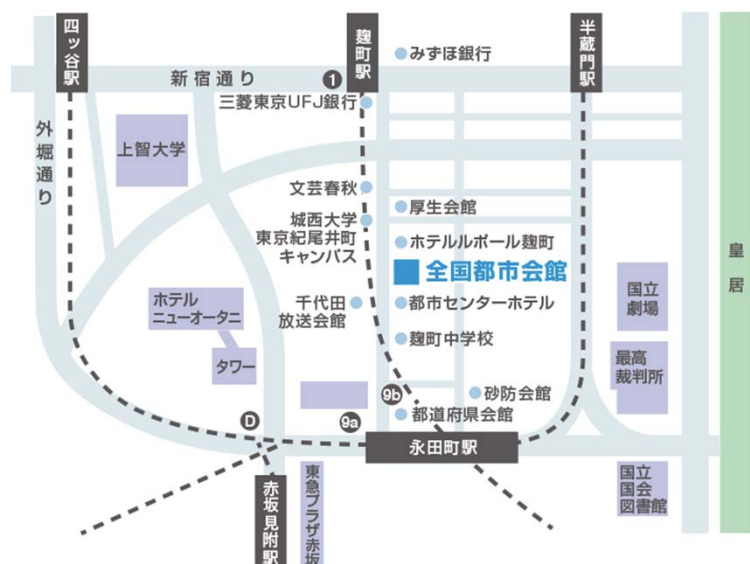 四ッ谷駅
麹町駅
半蔵門駅
みずほ銀行
新宿通り
1
三菱東京UFJ銀行
外堀通り
上智大学
文芸春秋
厚生会館
城西大学
東京紀尾井町
キャンパス
ホテルルポール麹町
皇居
全国都市会館
国立
劇場
ホテル
ニューオータニ
千代田
放送会館
都市センターホテル
麹町中学校
タワー
最高
裁判所
9b
砂防会館
D
9a
都道府県会館
永田町駅
赤坂見附駅
東急プラザ赤坂
国立
国会
図書館